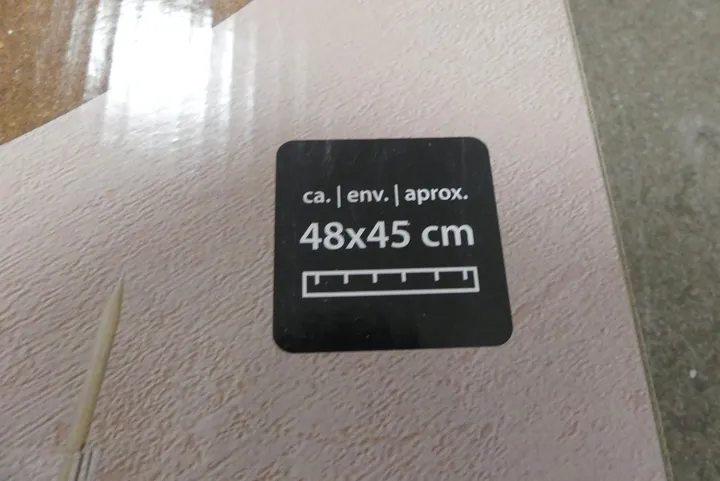 ca. | env. | aprox.
48x45 cm